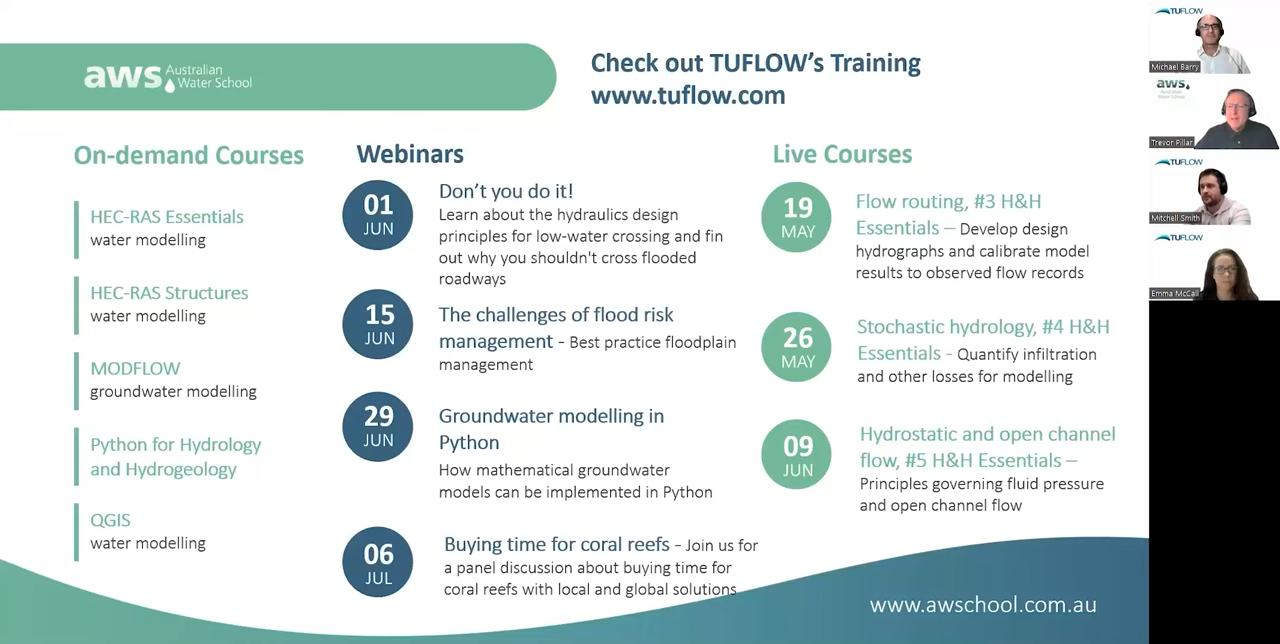 aws Australian
Water School
Check out TUFLOW's Training
www.tuflow.com
On-demand Courses
HEC-RAS Essentials
water modelling
HEC-RAS Structures
water modelling
MODFLOW
groundwater modelling
Python for Hydrology
and Hydrogeology
QGIS
water modelling
Webinars
01
JUN
Don't you do it!
Learn about the hydraulics design
principles for low-water crossing and fin
out why you shouldn't cross flooded
roadways
15
JUN
The challenges of flood risk
management - Best practice floodplain
management
29
JUN
Groundwater modelling in
Python
How mathematical groundwater
models can be implemented in Python
06
JUL
Buying time for coral reefs - Join us for
a panel discussion about buying time for
coral reefs with local and global solutions
Live Courses
19
MAY
Flow routing, #3 H&H
Essentials – Develop design
hydrographs and calibrate model
results to observed flow records
26
MAY
Stochastic hydrology, #4 H&H
Essentials - Quantify infiltration
and other losses for modelling
09
JUN
Hydrostatic and open channel
flow, #5 H&H Essentials –
Principles governing fluid pressure
and open channel flow
www.awschool.com.au
TUFLOW
Michael Barry
aws
Australian
Water School
Trevor Pillar
TUFLOW
Mitchell Smith
TUFLOW
Emma McCall